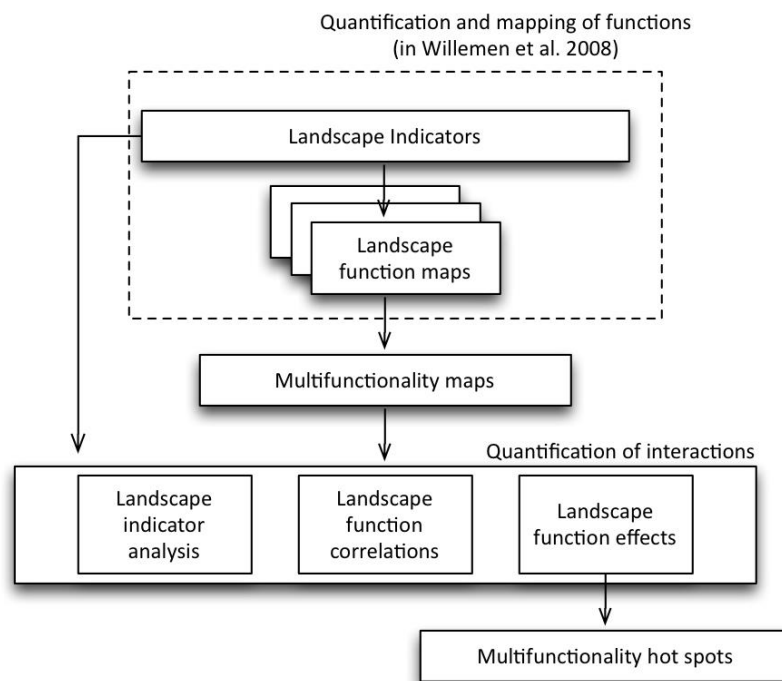 Quantification and mapping of functions
(in Willemen et al. 2008)
Landscape Indicators
Landscape
function maps
Multifunctionality maps
Quantification of interactions
Landscape
indicator
analysis
Landscape
function
correlations
Landscape
function effects
Multifunctionality hot spots